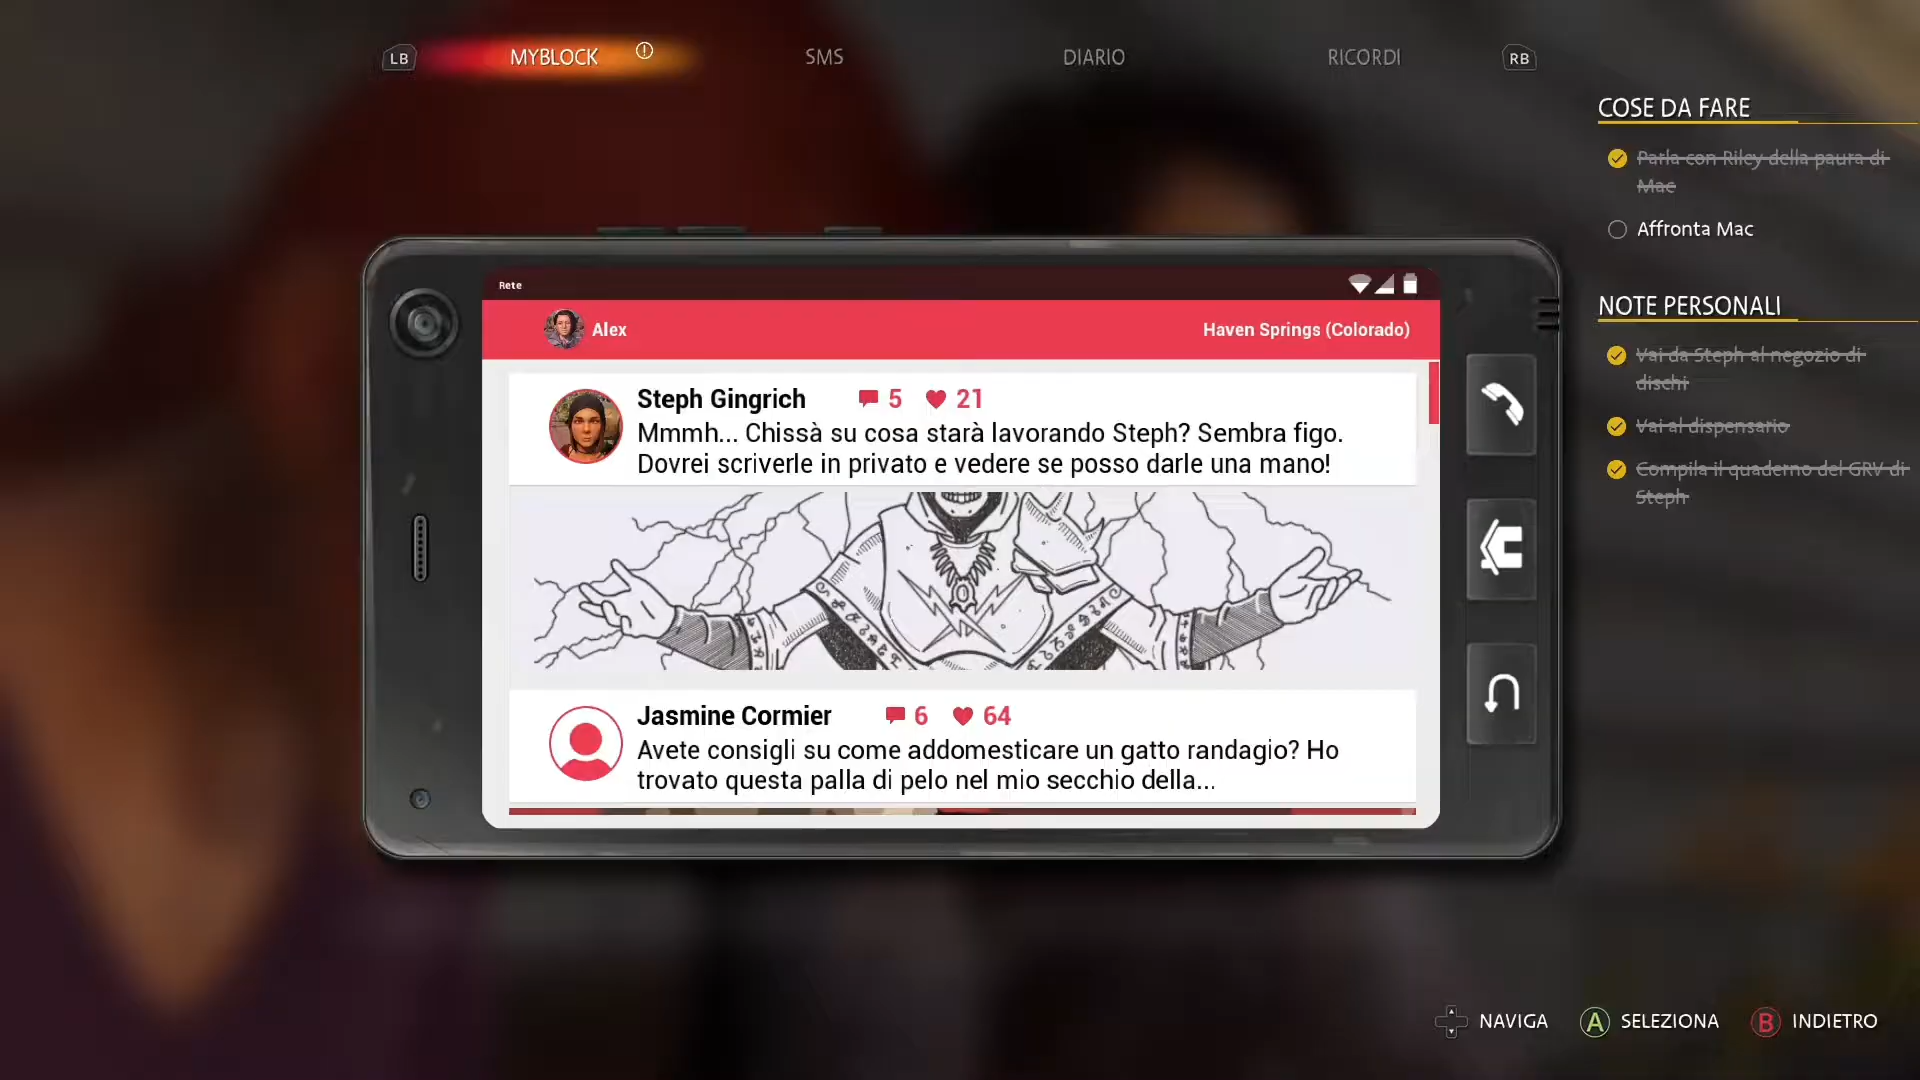 LB
MYBLOCK
SMS
DIARIO
RICORDI
RB
COSE DA FARE
Parla con Riley della paura di
Mac
Affronta Mac
NOTE PERSONALI
Vai da Steph al negozio di
dischi
Vai al dispensario
Compila il quaderno del GRV di
Steph
Rete
Alex
Haven Springs (Colorado)
Steph Gingrich 5 21
Mmmh... Chissà su cosa starà lavorando Steph? Sembra figo.
Dovrei scriverle in privato e vedere se posso darle una mano!
Jasmine Cormier 6 64
Avete consigli su come addomesticare un gatto randagio? Ho
trovato questa palla di pelo nel mio secchio della...
NAVIGA
A SELEZIONA
B INDIETRO